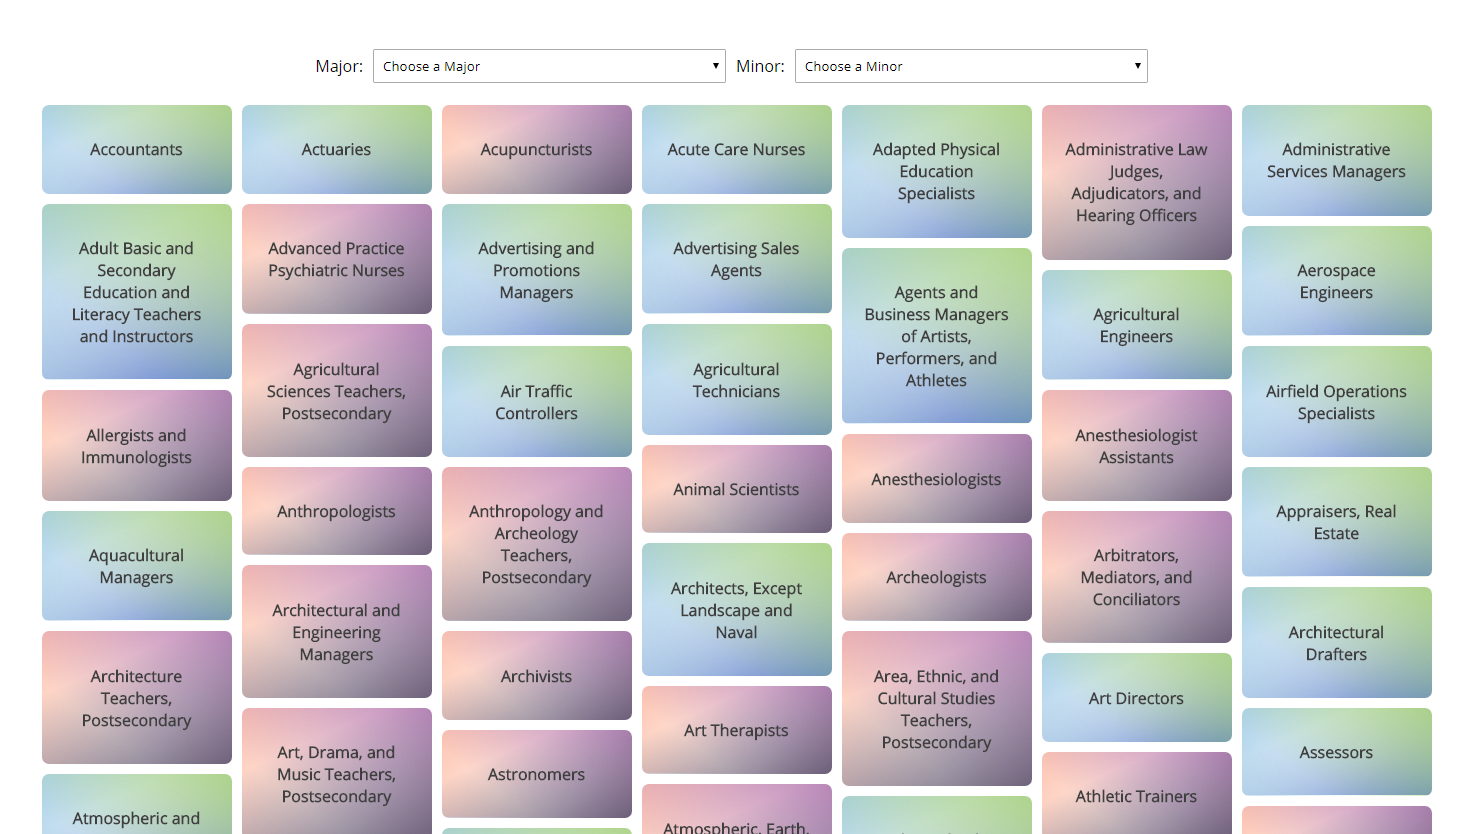 Major:
Choose a Major
Minor:
Choose a Minor
Accountants
Actuaries
Acupuncturists
Acute Care Nurses
Adapted Physical
Education
Specialists
Administrative Law
Judges,
Adjudicators, and
Hearing Officers
Administrative
Services Managers
Adult Basic and
Secondary
Education and
Literacy Teachers
and Instructors
Advanced Practice
Psychiatric Nurses
Advertising and
Promotions
Managers
Advertising Sales
Agents
Agents and
Business Managers
of Artists,
Performers, and
Athletes
Agricultural
Engineers
Aerospace
Engineers
Agricultural
Sciences Teachers,
Postsecondary
Air Traffic
Controllers
Agricultural
Technicians
Airfield Operations
Specialists
Allergists and
Immunologists
Anesthesiologist
Assistants
Anthropologists
Anthropology and
Archeology
Teachers,
Postsecondary
Animal Scientists
Anesthesiologists
Appraisers, Real
Estate
Aquacultural
Managers
Arbitrators,
Mediators, and
Conciliators
Architects, Except
Landscape and
Naval
Archeologists
Architectural and
Engineering
Managers
Architectural
Drafters
Architecture
Teachers,
Postsecondary
Archivists
Area, Ethnic, and
Cultural Studies
Teachers,
Postsecondary
Art Directors
Art Therapists
Art, Drama, and
Music Teachers,
Postsecondary
Astronomers
Assessors
Athletic Trainers
Atmospheric and
Atmospheric, Earth,